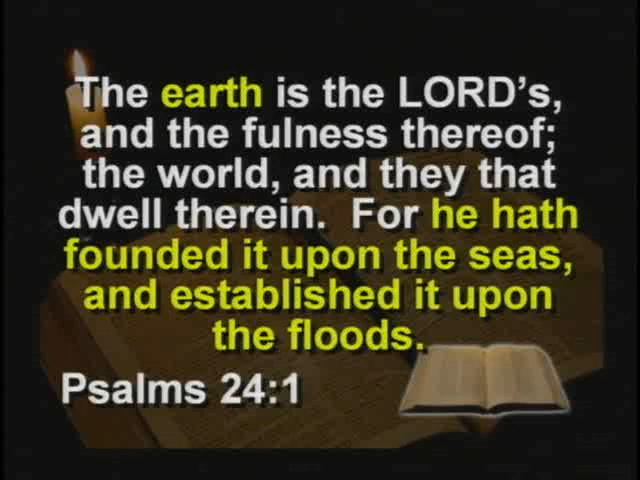 The earth is the LORD's,
and the fulness thereof;
the world, and they that
dwell therein.  For he hath
founded it upon the seas,
and established it upon
the floods.
Psalms 24:1